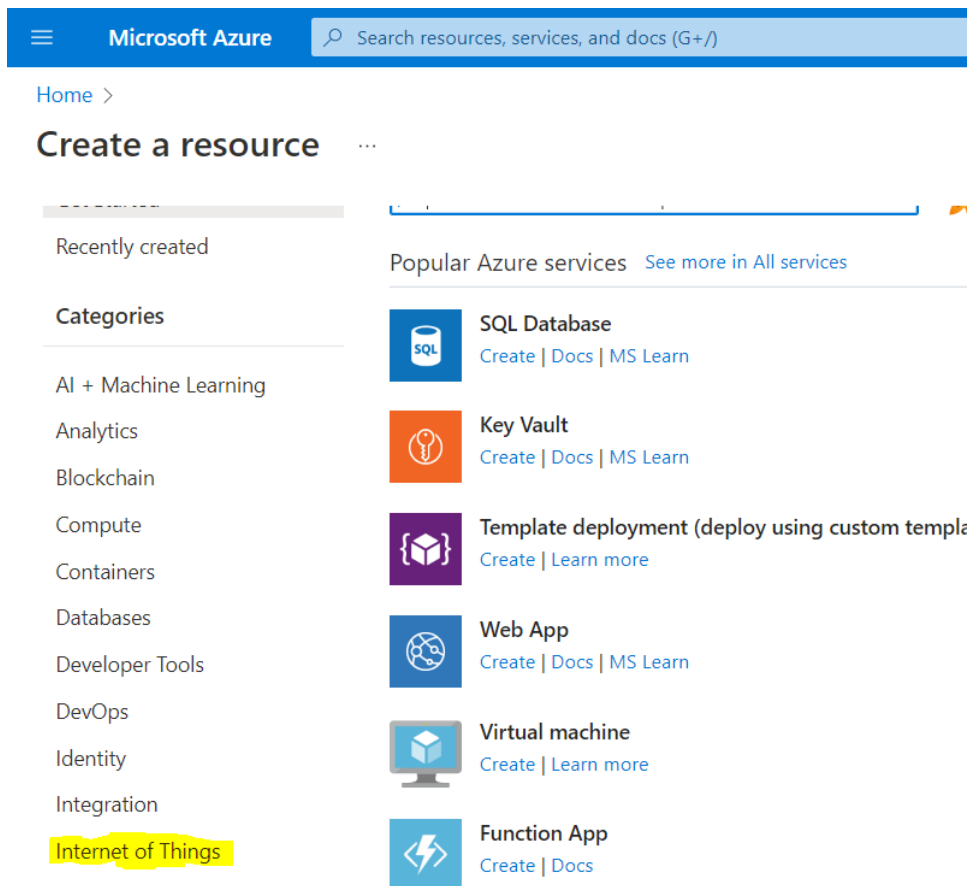 Microsoft Azure
Search resources, services, and docs (G+/)
Home >
Create a resource ...
Recently created
Categories
AI + Machine Learning
Analytics
Blockchain
Compute
Containers
Databases
Developer Tools
DevOps
Identity
Integration
Internet of Things
Popular Azure services See more in All services
SQL Database
SQL
Create | Docs | MS Learn
Key Vault
Create | Docs | MS Learn
Template deployment (deploy using custom templa
Create | Learn more
Web App
Create | Docs | MS Learn
Virtual machine
Create | Learn more
Function App
Create | Docs